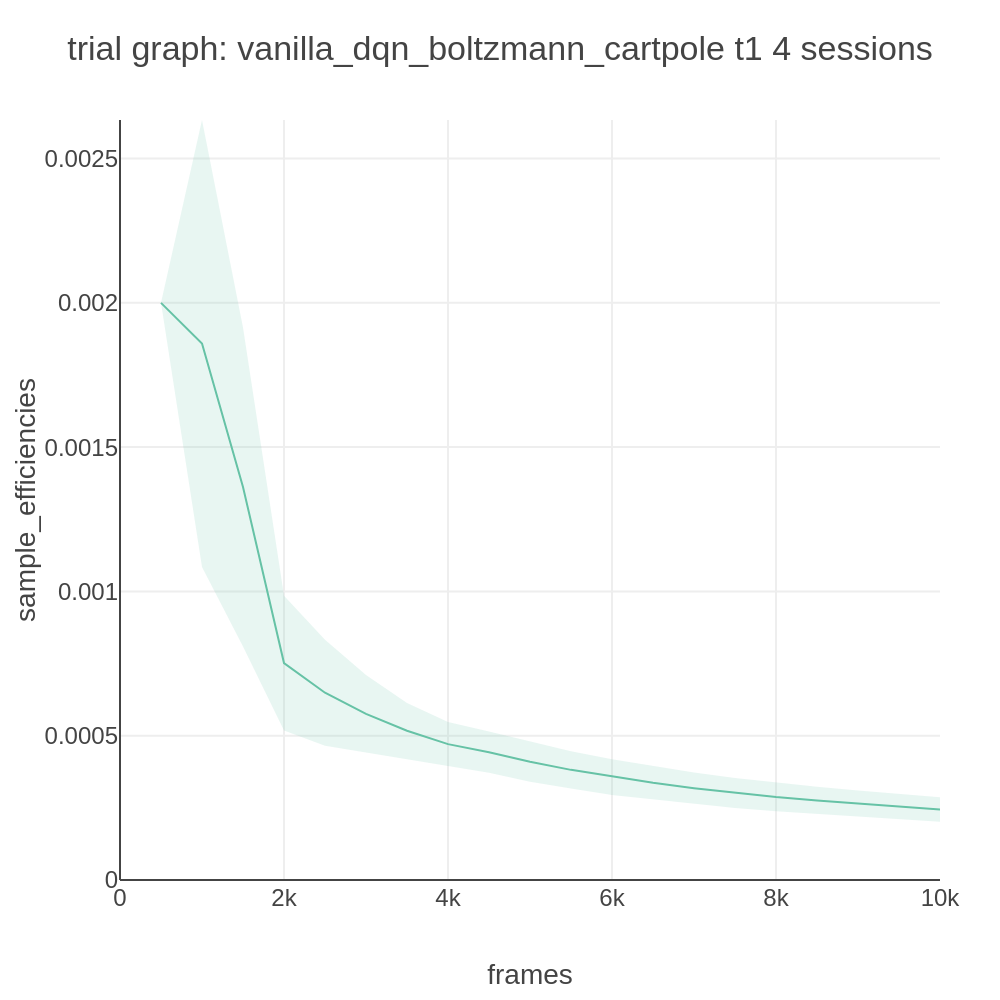 trial graph: vanilla_dqn_boltzmann_cartpole t1 4 sessions
sample_efficiencies
0.0025
0.002
0.0015
0.001
0.0005
0
0
2k
4k
6k
8k
10k
frames